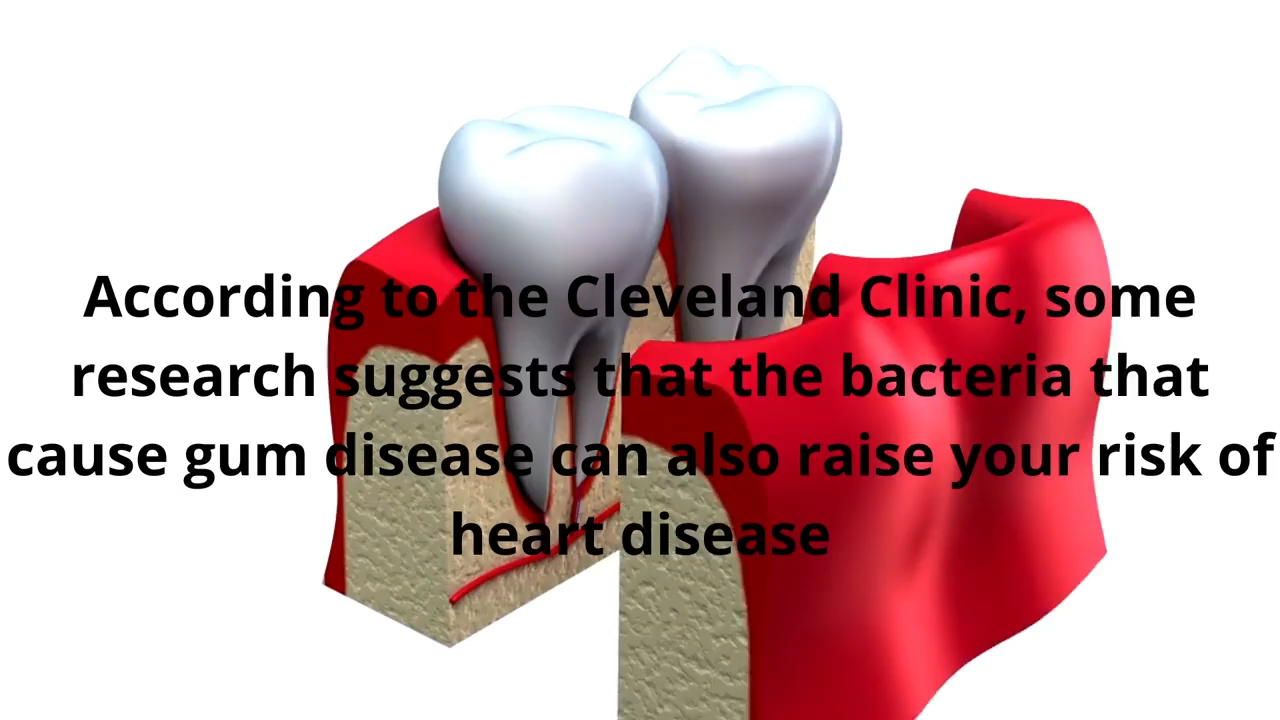 According to the Cleveland Clinic, some
research suggests that the bacteria that
cause gum disease can also raise your risk of
heart disease